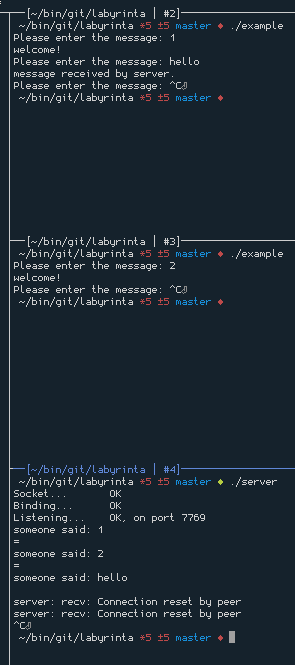 [~/bin/git/labyrinta | #2]
~/bin/git/labyrinta *5 ±5 master ♦ ./example
Please enter the message: 1
welcome!
Please enter the message: hello
message received by server.
Please enter the message: ^C⏎
~/bin/git/labyrinta *5 ±5 master ♦
[~/bin/git/labyrinta | #3]
~/bin/git/labyrinta *5 ±5 master ♦ ./example
Please enter the message: 2
welcome!
Please enter the message: ^C⏎
~/bin/git/labyrinta *5 ±5 master ♦
[~/bin/git/labyrinta | #4]
~/bin/git/labyrinta *5 ±5 master ♦ ./server
Socket... OK
Binding... OK
Listening... OK, on port 7769
someone said: 1
=
someone said: 2
=
someone said: hello
server: recv: Connection reset by peer
server: recv: Connection reset by peer
^C⏎
~/bin/git/labyrinta *5 ±5 master ♦